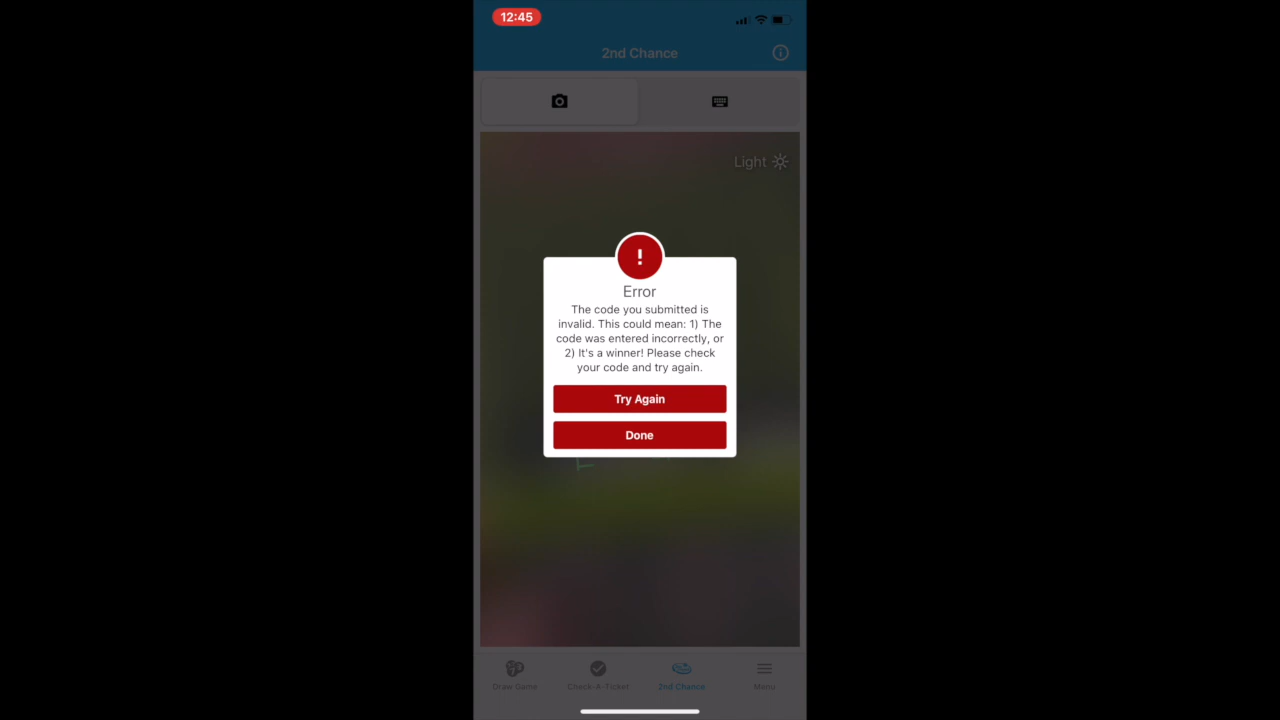 12:45
2nd Chance
Light
!
Error
The code you submitted is
invalid. This could mean: 1) The
code was entered incorrectly, or
2) It's a winner! Please check
your code and try again.
Try Again
Done
Draw Game
Check-A-Ticket
2nd Chance
Menu